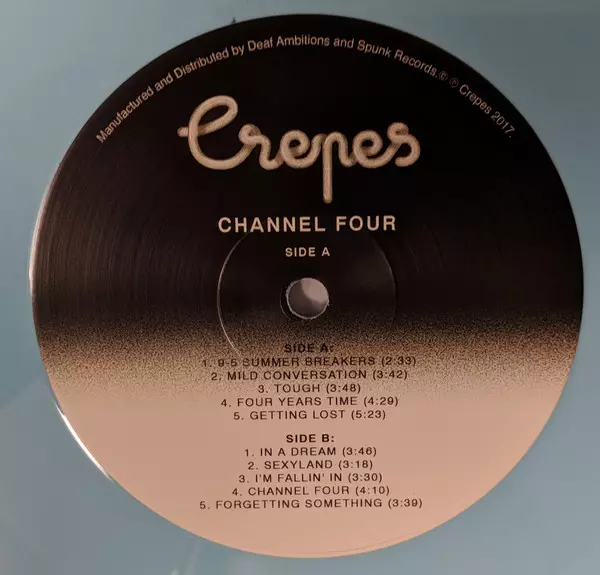 Manufactured and Distributed by Deaf Ambitions and Spunk Records. © ℗ Crepes 2017.
Crepes
CHANNEL FOUR
SIDE A
SIDE A:
1. 9-5 SUMMER BREAKERS (2:33)
2. MILD CONVERSATION (3:42)
3. TOUGH (3:48)
4. FOUR YEARS TIME (4:29)
5. GETTING LOST (5:23)
SIDE B:
1. IN A DREAM (3:46)
2. SEXYLAND (3:18)
3. I'M FALLIN' IN (3:30)
4. CHANNEL FOUR (4:10)
5. FORGETTING SOMETHING (3:39)